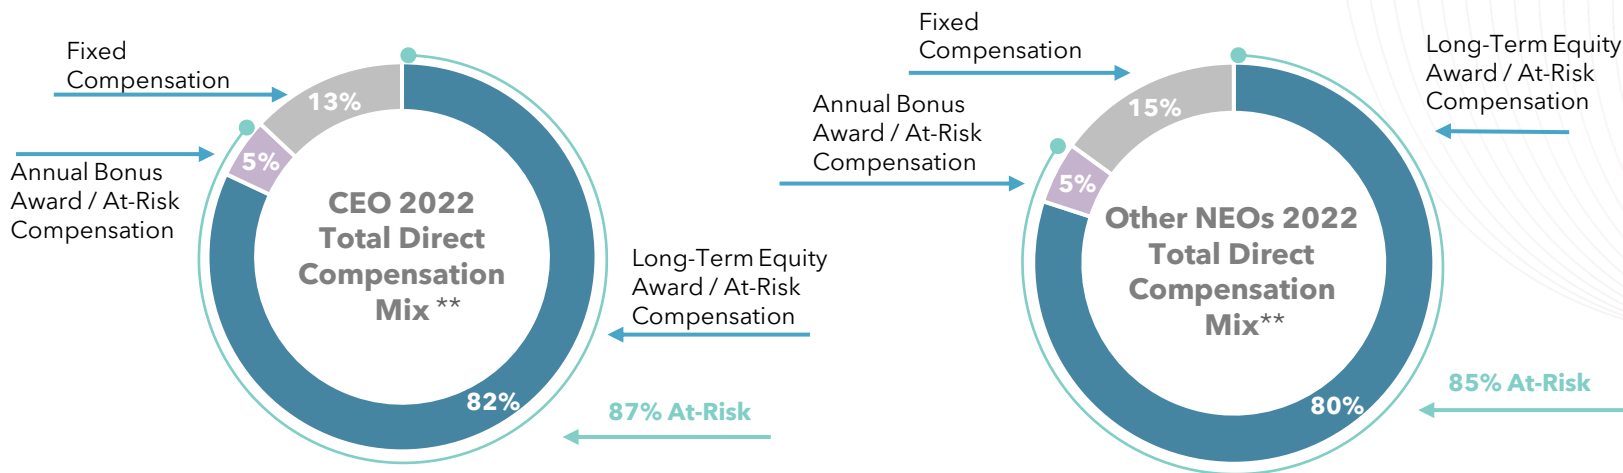 Fixed
Compensation
13%
5%
Annual Bonus
Award / At-Risk
Compensation
CEO 2022
Total Direct
Compensation
Mix **
Long-Term Equity
Award / At-Risk
Compensation
82%
87% At-Risk
Fixed
Compensation
Long-Term Equity
Award / At-Risk
Compensation
Annual Bonus
Award / At-Risk
Compensation
15%
5%
Other NEOs 2022
Total Direct
Compensation
Mix**
80%
85% At-Risk